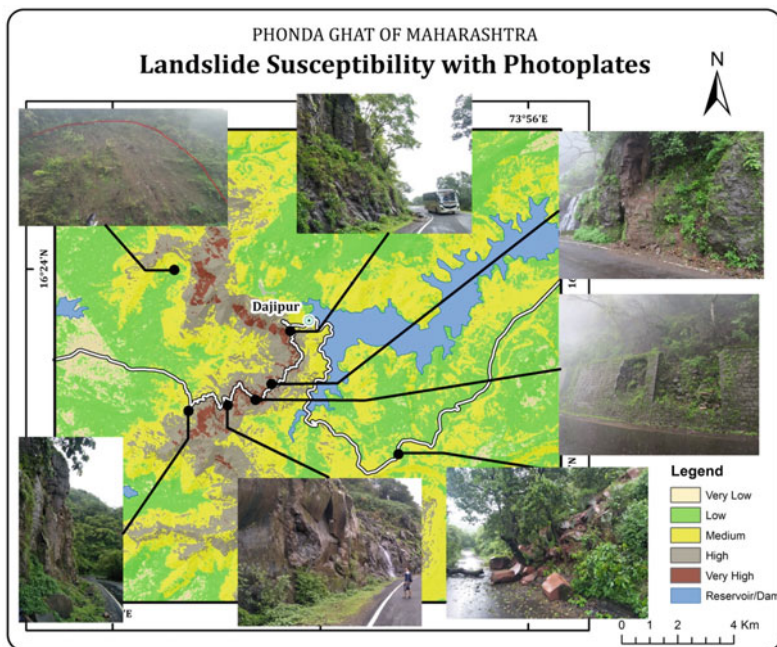 PHONDA GHAT OF MAHARASHTRA
Landslide Susceptibility with Photoplates
N
73°56'E
16°24'N
Dajipur
Legend
Very Low
Low
Medium
High
Very High
Reservoir/Dam
0 1 2 4 Km